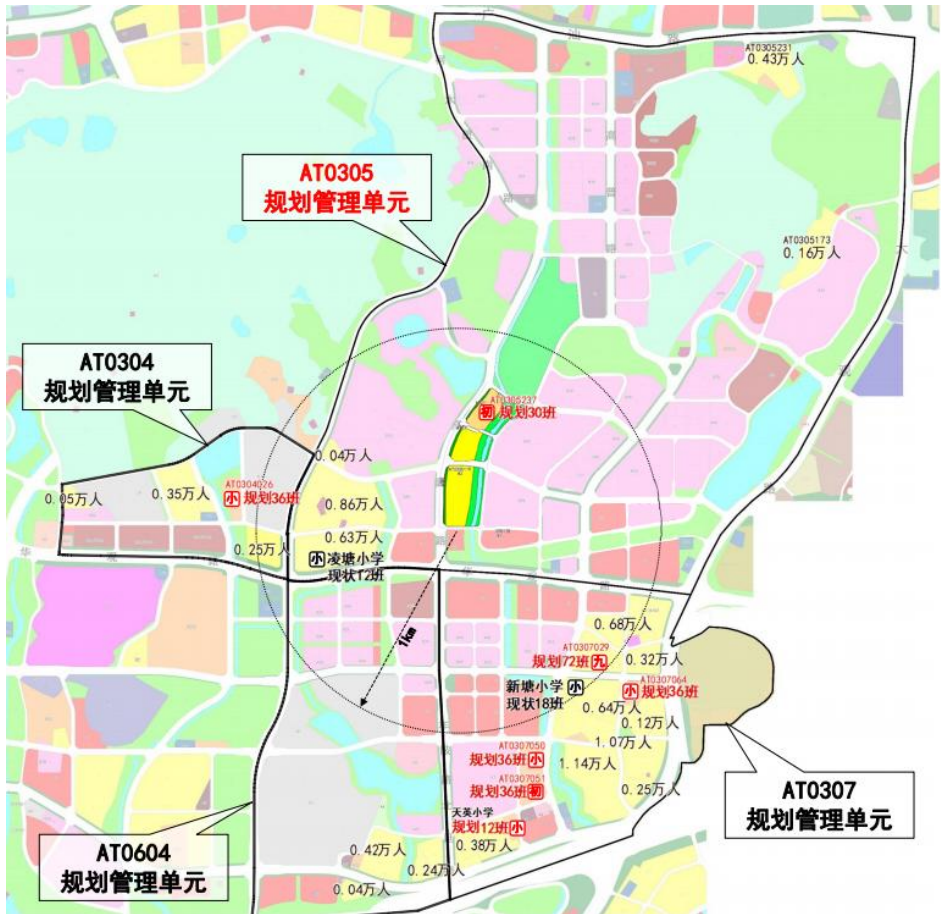 广汕路
AT0305231
0.43万人
AT0305
规划管理单元
AT0305173
0.16万人
AT0304
规划管理单元
AT0305237
初 规划30班
0.04万人
0.05万人
0.35万人
AT0304026
小 规划36班
0.86万人
0.25万人
0.63万人
小 凌塘小学
现状12班
1km
0.68万人
AT0307029
规划72班 九
0.32万人
AT0307064
小 规划36班
新塘小学 小
现状18班
0.64万人
0.12万人
1.07万人
AT0307050
规划36班 小
1.14万人
AT0307051
规划36班 初
0.25万人
天英小学
规划12班 小
0.38万人
0.42万人
0.24万人
0.04万人
AT0307
规划管理单元
AT0604
规划管理单元